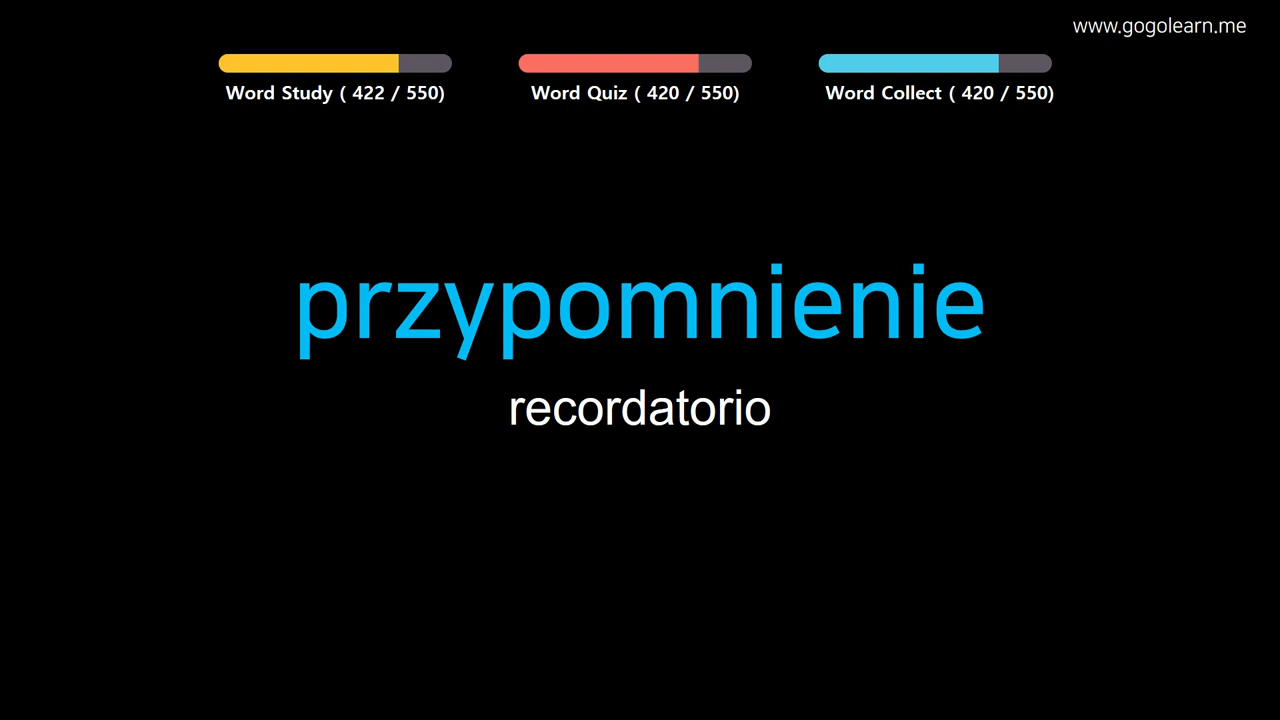 www.gogolearn.me
Word Study ( 422 / 550)
Word Quiz ( 420 / 550)
Word Collect ( 420 / 550)
przypomnienie
recordatorio